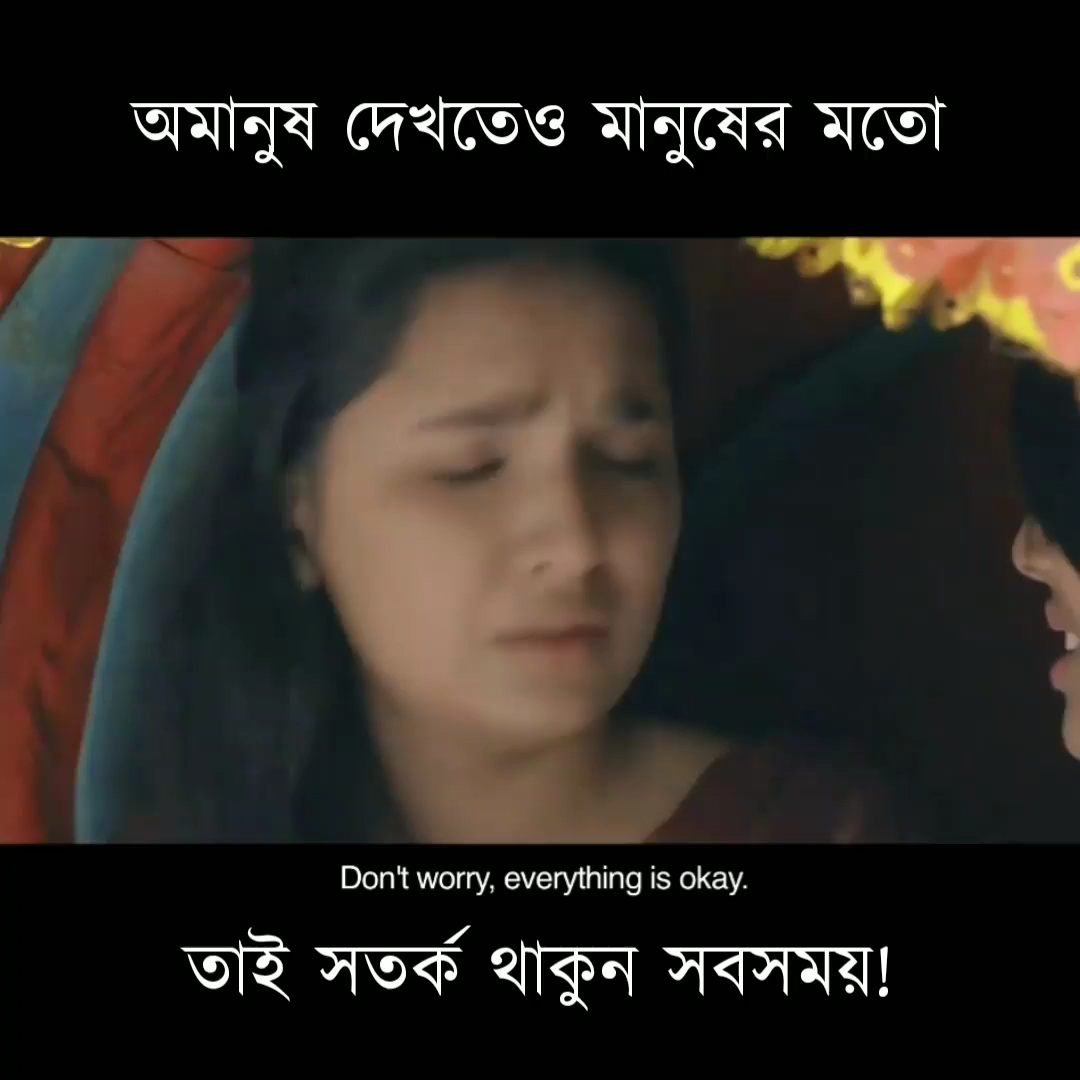 অমানুষ দেখতেও মানুষের মতো
Don't worry, everything is okay.
তাই সতর্ক থাকুন সবসময়!